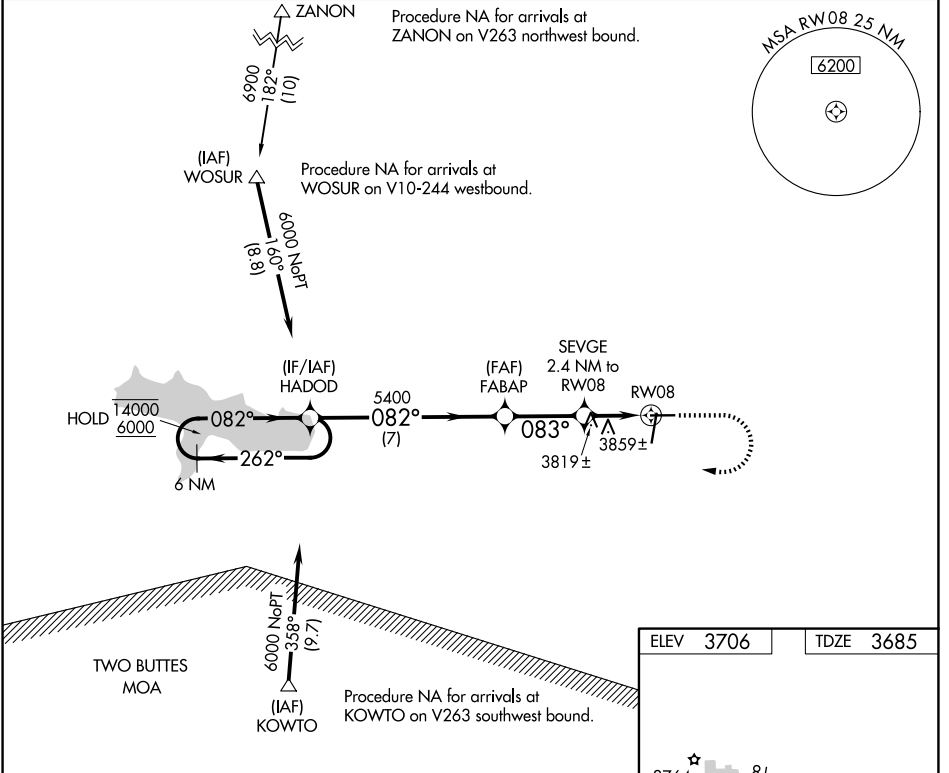 ZANON
Procedure NA for arrivals at
ZANON on V263 northwest bound.
MSA RW08 25 NM
6200
6900
182°
(10)
(IAF)
WOSUR
Procedure NA for arrivals at
WOSUR on V10-244 westbound.
6000 NoPT
160°
(8.8)
(IF/IAF)
HADOD
(FAF)
FABAP
SEVGE
2.4 NM to
RW08
RW08
HOLD
14000
6000
082°
262°
6 NM
5400
082°
(7)
083°
3819±
3859±
6000 NoPT
358°
(9.7)
TWO BUTTES
MOA
(IAF)
KOWTO
Procedure NA for arrivals at
KOWTO on V263 southwest bound.
ELEV 3706
TDZE 3685